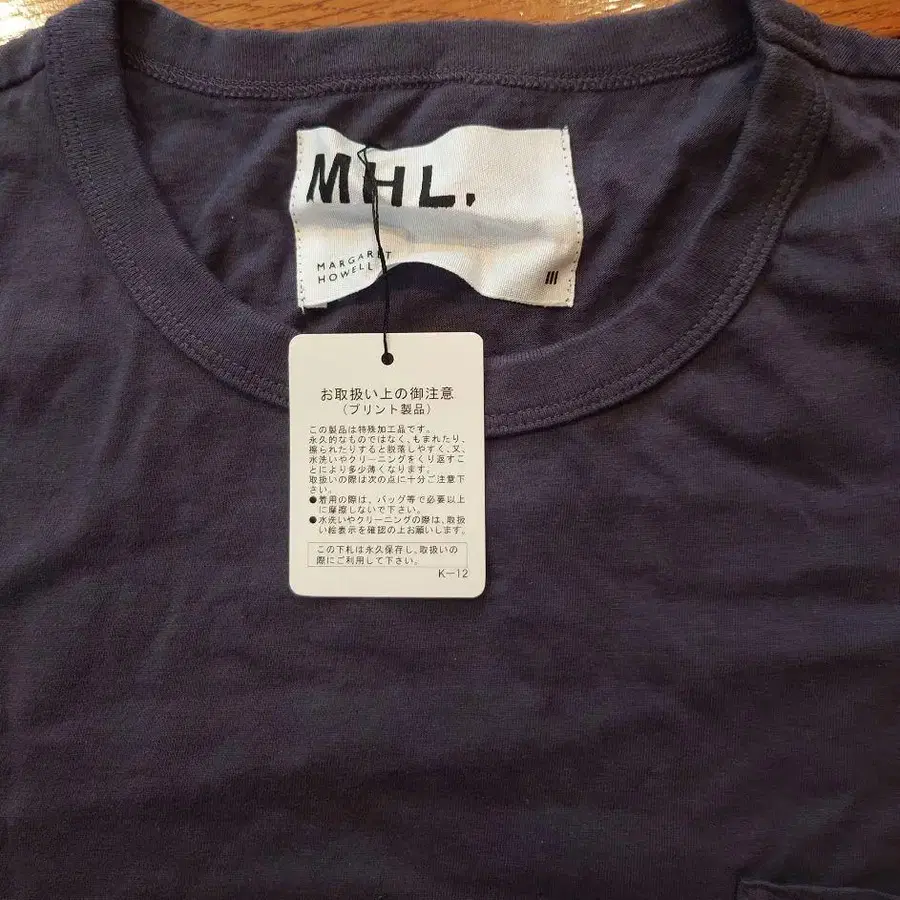 MHL.
MARGARET
HOWELL
III
お取扱い上の御注意
(プリント製品)
この製品は特殊加工品です。
永久的なものではなく、もまれたり、
擦られたりすると脱落しやすく、又、
水洗いやクリーニングをくり返すこ
とにより多少薄くなります。
取扱いの際は次の点に十分ご注意下
さい。
●着用の際は、バッグ等で必要以上
に摩擦しないで下さい。
●水洗いやクリーニングの際は、取扱
い絵表示を確認の上お願いします。
この下札は永久保存し、取扱いの
際にご利用して下さい。
K-12